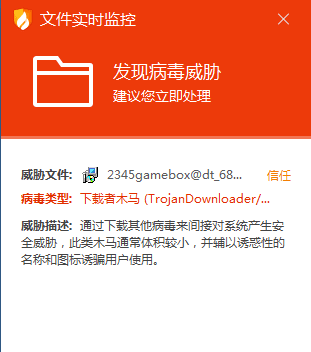 文件实时监控
发现病毒威胁
建议您立即处理
威胁文件: 2345gamebox@dt_68... 信任
病毒类型: 下载者木马 (TrojanDownloader/...
威胁描述: 通过下载其他病毒来间接对系统产生安
全威胁，此类木马通常体积较小，并辅以诱惑性的
名称和图标诱骗用户使用。